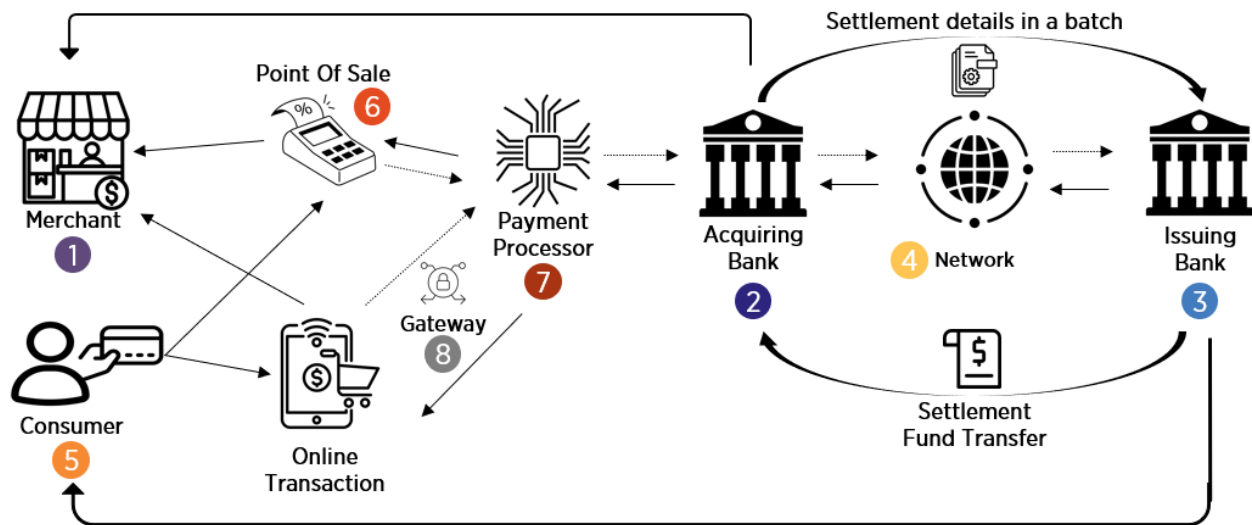 Settlement details in a batch
Point Of Sale
6
%
Merchant
1
Payment
Processor
7
Acquiring
Bank
2
4 Network
Issuing
Bank
3
$
Gateway
8
$
Consumer
5
Online
Transaction
$
Settlement
Fund Transfer